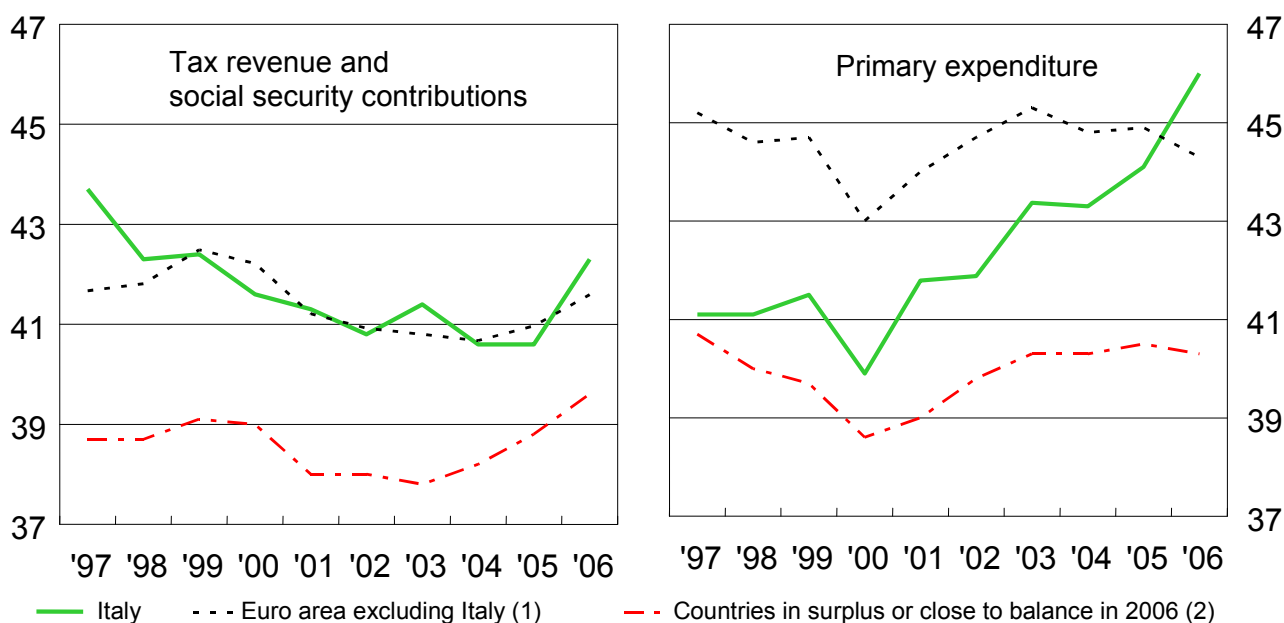 Tax revenue and
social security contributions
47
45
43
41
39
37
'97 '98 '99 '00 '01 '02 '03 '04 '05 '06
Primary expenditure
47
45
43
41
39
37
'97 '98 '99 '00 '01 '02 '03 '04 '05 '06
Italy Euro area excluding Italy (1) Countries in surplus or close to balance in 2006 (2)